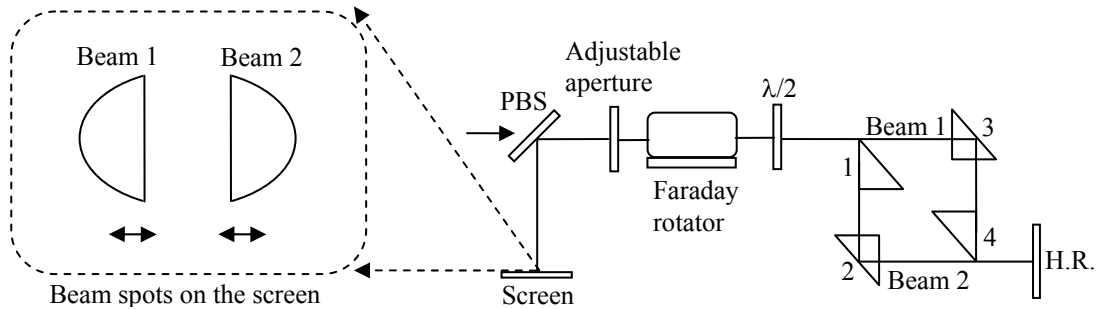 Beam 1 Beam 2
Beam spots on the screen
PBS
Adjustable
aperture
Faraday
rotator
λ/2
Beam 1
1
3
2
4
Beam 2
H.R.
Screen